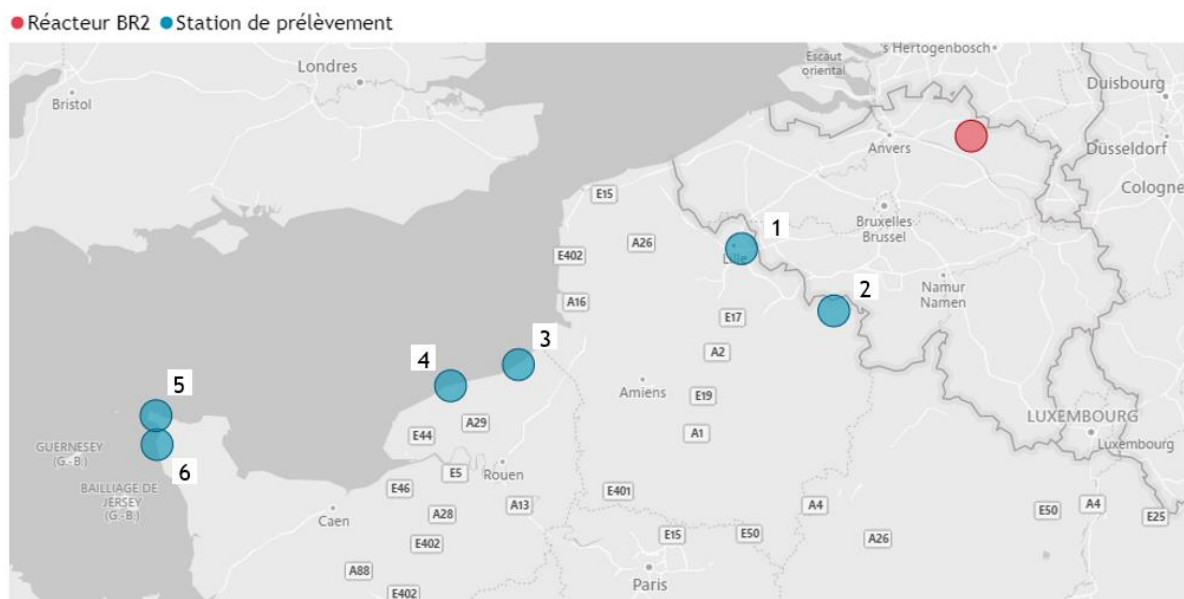 Réacteur BR2 Station de prélèvement
's Hertogenbosch
Escaut
oriental
Londres
Duisbourg
Bristol
Anvers
Düsseldorf
Cologne
E15
1
Bruxelles
Brussel
A26
Lille
E402
2
Namur
Namen
A16
E17
3
A2
4
Amiens
E19
5
A29
LUXEMBOURG
E44
A1
Luxembourg
GUERNESEY
(G.-B.)
6
E5
Rouen
BAILLIAGE DE
JERSEY
(G.-B.)
E46
E401
A13
A4
E50
A4
Caen
A28
E25
E402
E15
E50
A26
A88
Paris
E402